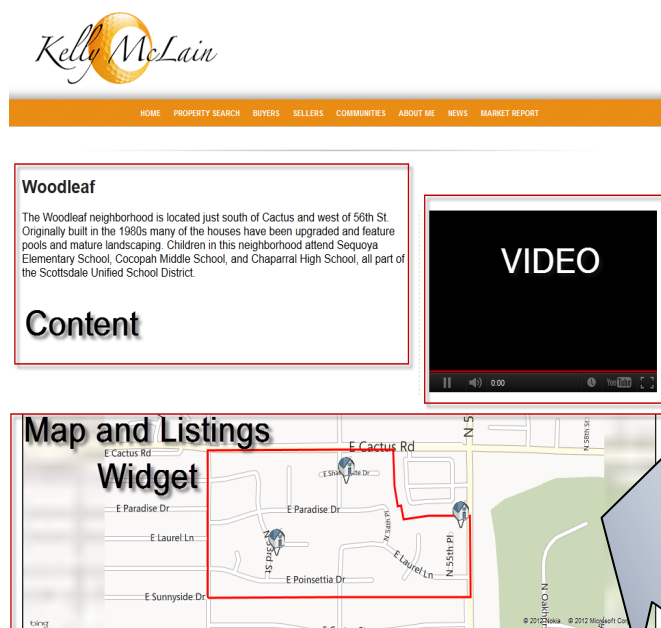 Kelly McLain
HOME PROPERTY SEARCH BUYERS SELLERS COMMUNITIES ABOUT ME NEWS MARKET REPORT
Woodleaf
The Woodleaf neighborhood is located just south of Cactus and west of 56th St.
Originally built in the 1980s many of the houses have been upgraded and feature
pools and mature landscaping. Children in this neighborhood attend Sequoya
Elementary School, Cocopah Middle School, and Chaparral High School, all part of
the Scottsdale Unified School District.
Content
VIDEO
0:00
YouTube
Map and Listings
Widget
E Cactus Rd
E Cactus Rd
N 5
N 58th St
E Paradise Dr
E Paradise Dr
N 54th Pl
E Laurel Ln
N 53rd St
E Laurel Ln
N 55th Pl
E Poinsettia Dr
E Sunnyside Dr
bing
© 2012 Nokia © 2012 Microsoft Cor